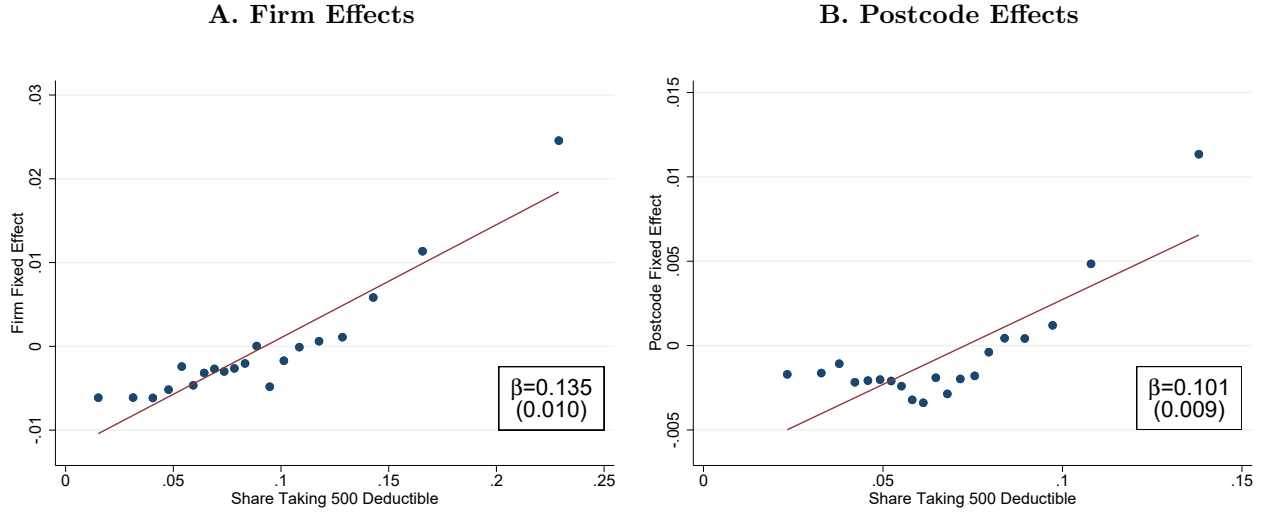 A. Firm Effects
.03
.02
.01
0
-.01
Firm Fixed Effect
β=0.135
(0.010)
0 .05 .1 .15 .2 .25
Share Taking 500 Deductible
B. Postcode Effects
.015
.01
.005
0
-.005
Postcode Fixed Effect
β=0.101
(0.009)
0 .05 .1 .15
Share Taking 500 Deductible